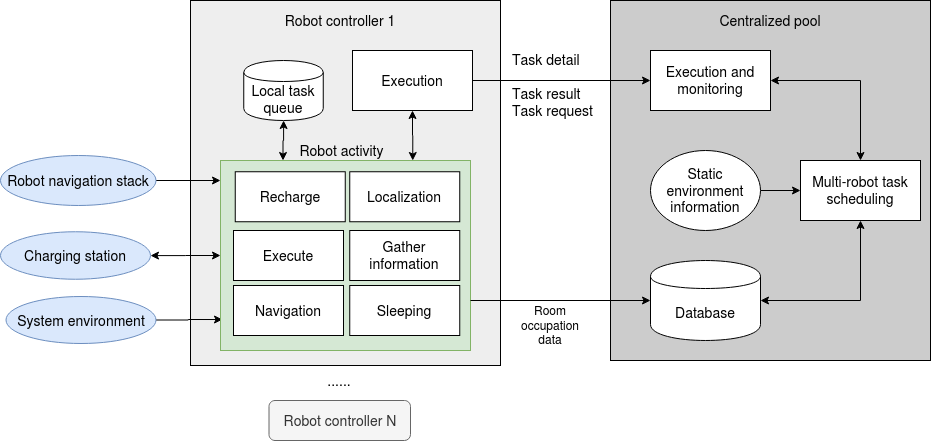 Robot controller 1
Centralized pool
Local task
queue
Execution
Task detail
Task result
Task request
Execution and
monitoring
Robot activity
Robot navigation stack
Recharge
Localization
Static
environment
information
Multi-robot task
scheduling
Charging station
Execute
Gather
information
System environment
Navigation
Sleeping
Room
occupation
data
Database
......
Robot controller N